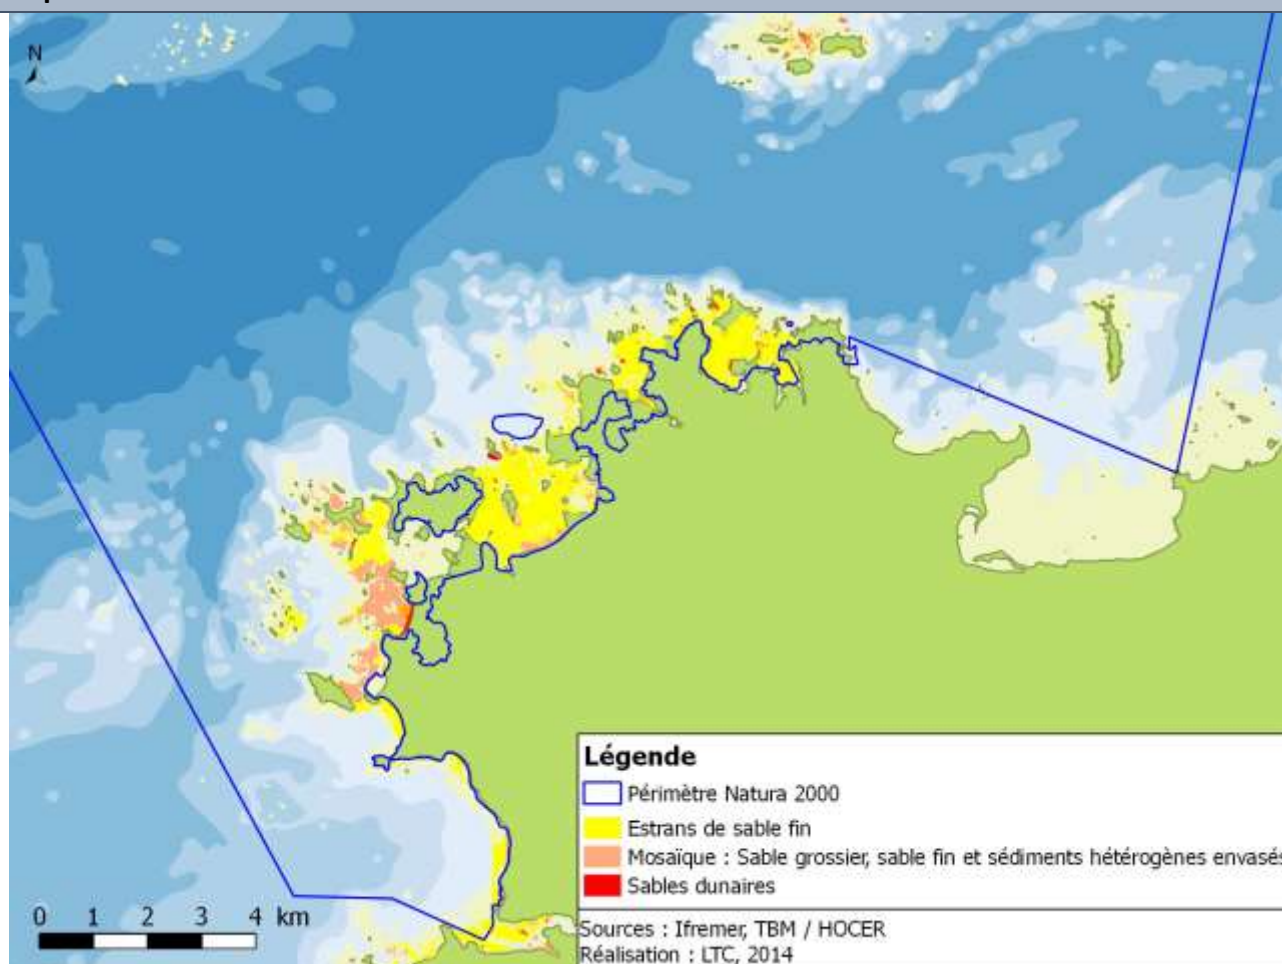 N
Légende
Périmètre Natura 2000
Estrans de sable fin
Mosaïque : Sable grossier, sable fin et sédiments hétérogènes envasés
Sables dunaires
0 1 2 3 4 km
Sources : Ifremer, TBM / HOCER
Réalisation : LTC, 2014